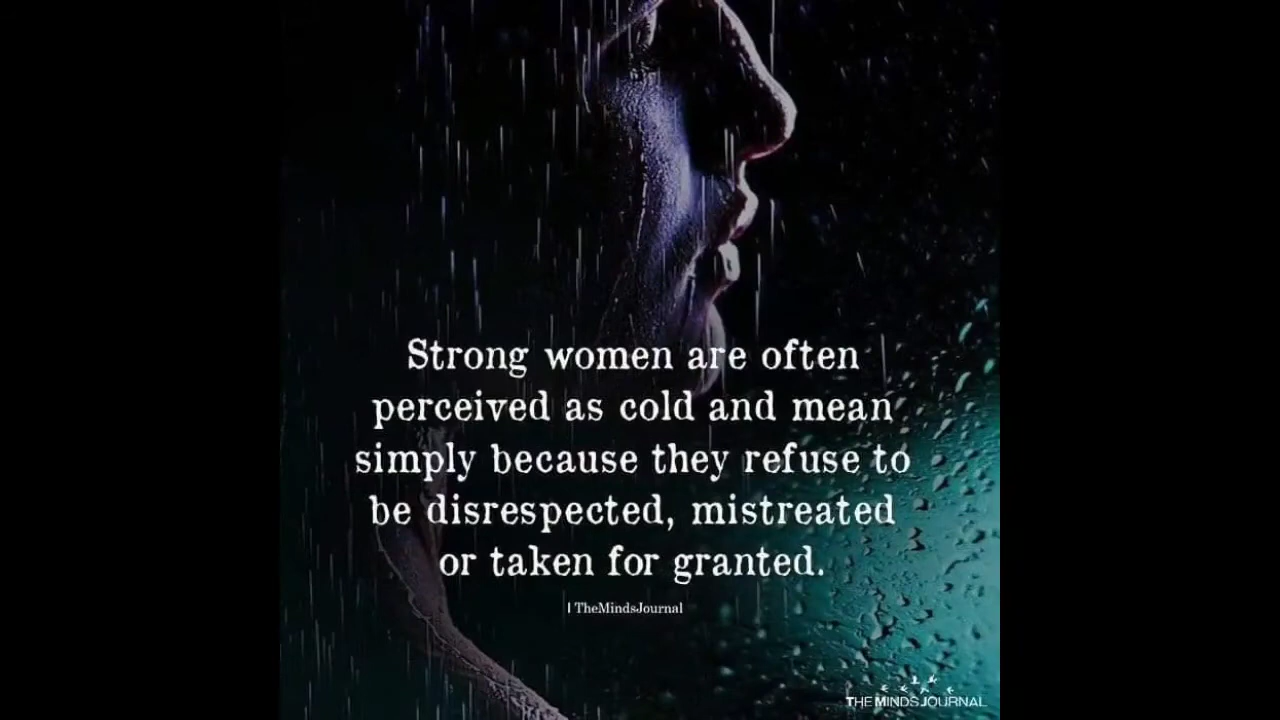 Strong women are often
perceived as cold and mean
simply because they refuse to
be disrespected, mistreated
or taken for granted.
| TheMindsJournal
THE MINDS JOURNAL